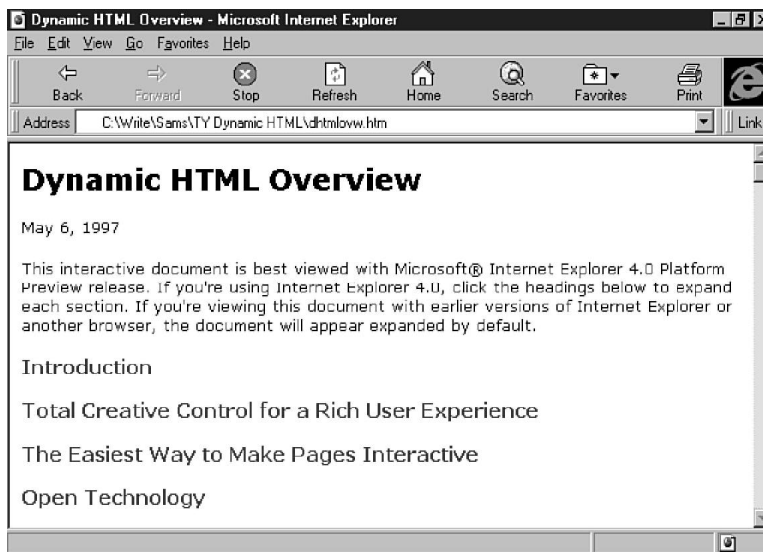 Dynamic HTML Overview - Microsoft Internet Explorer
File Edit View Go Favorites Help
Back Forward Stop Refresh Home Search Favorites Print
Address C:\Write\Sams\TY Dynamic HTML\dhtmlovw.htm Link
Dynamic HTML Overview
May 6, 1997
This interactive document is best viewed with Microsoft® Internet Explorer 4.0 Platform
Preview release. If you're using Internet Explorer 4.0, click the headings below to expand
each section. If you're viewing this document with earlier versions of Internet Explorer or
another browser, the document will appear expanded by default.
Introduction
Total Creative Control for a Rich User Experience
The Easiest Way to Make Pages Interactive
Open Technology